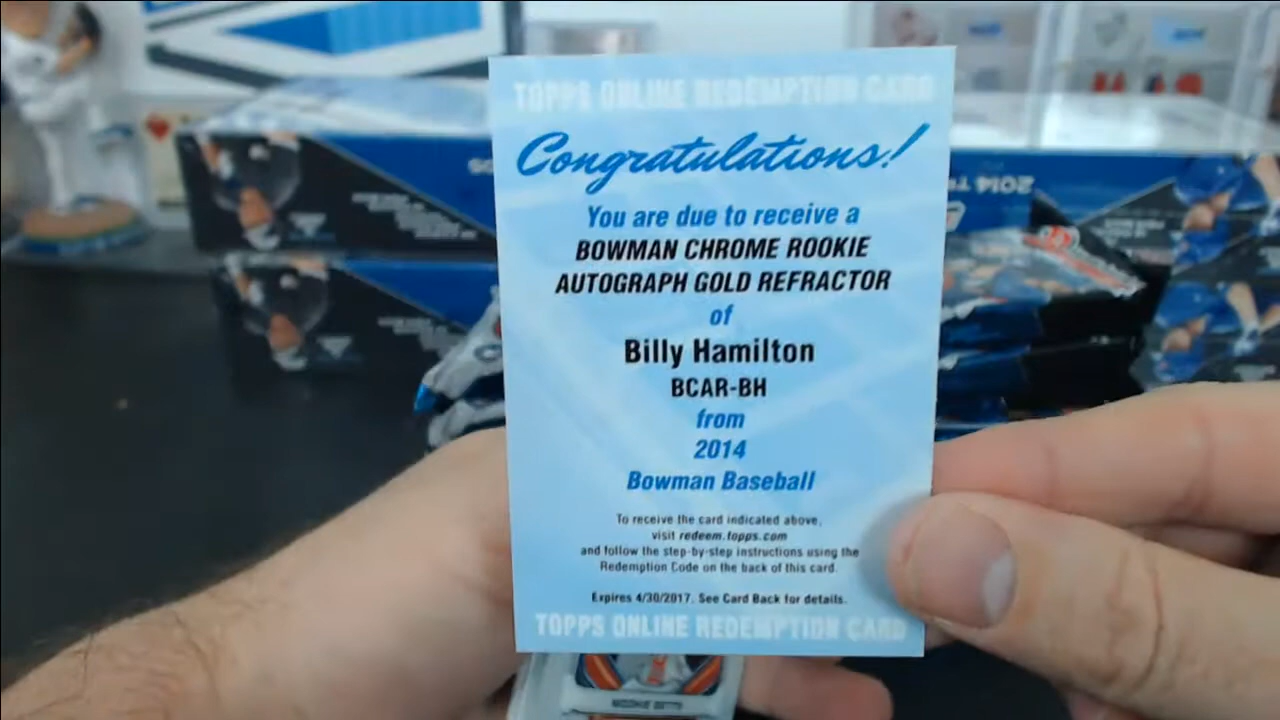 TOPPS ONLINE REDEMPTION CARD
Congratulations!
You are due to receive a
BOWMAN CHROME ROOKIE
AUTOGRAPH GOLD REFRACTOR
of
Billy Hamilton
BCAR-BH
from
2014
Bowman Baseball
To receive the card indicated above,
visit redeem.topps.com
and follow the step-by-step instructions using the
Redemption Code on the back of this card.
Expires 4/30/2017. See Card Back for details.
TOPPS ONLINE REDEMPTION CARD
2014
MOOKIE BETTS